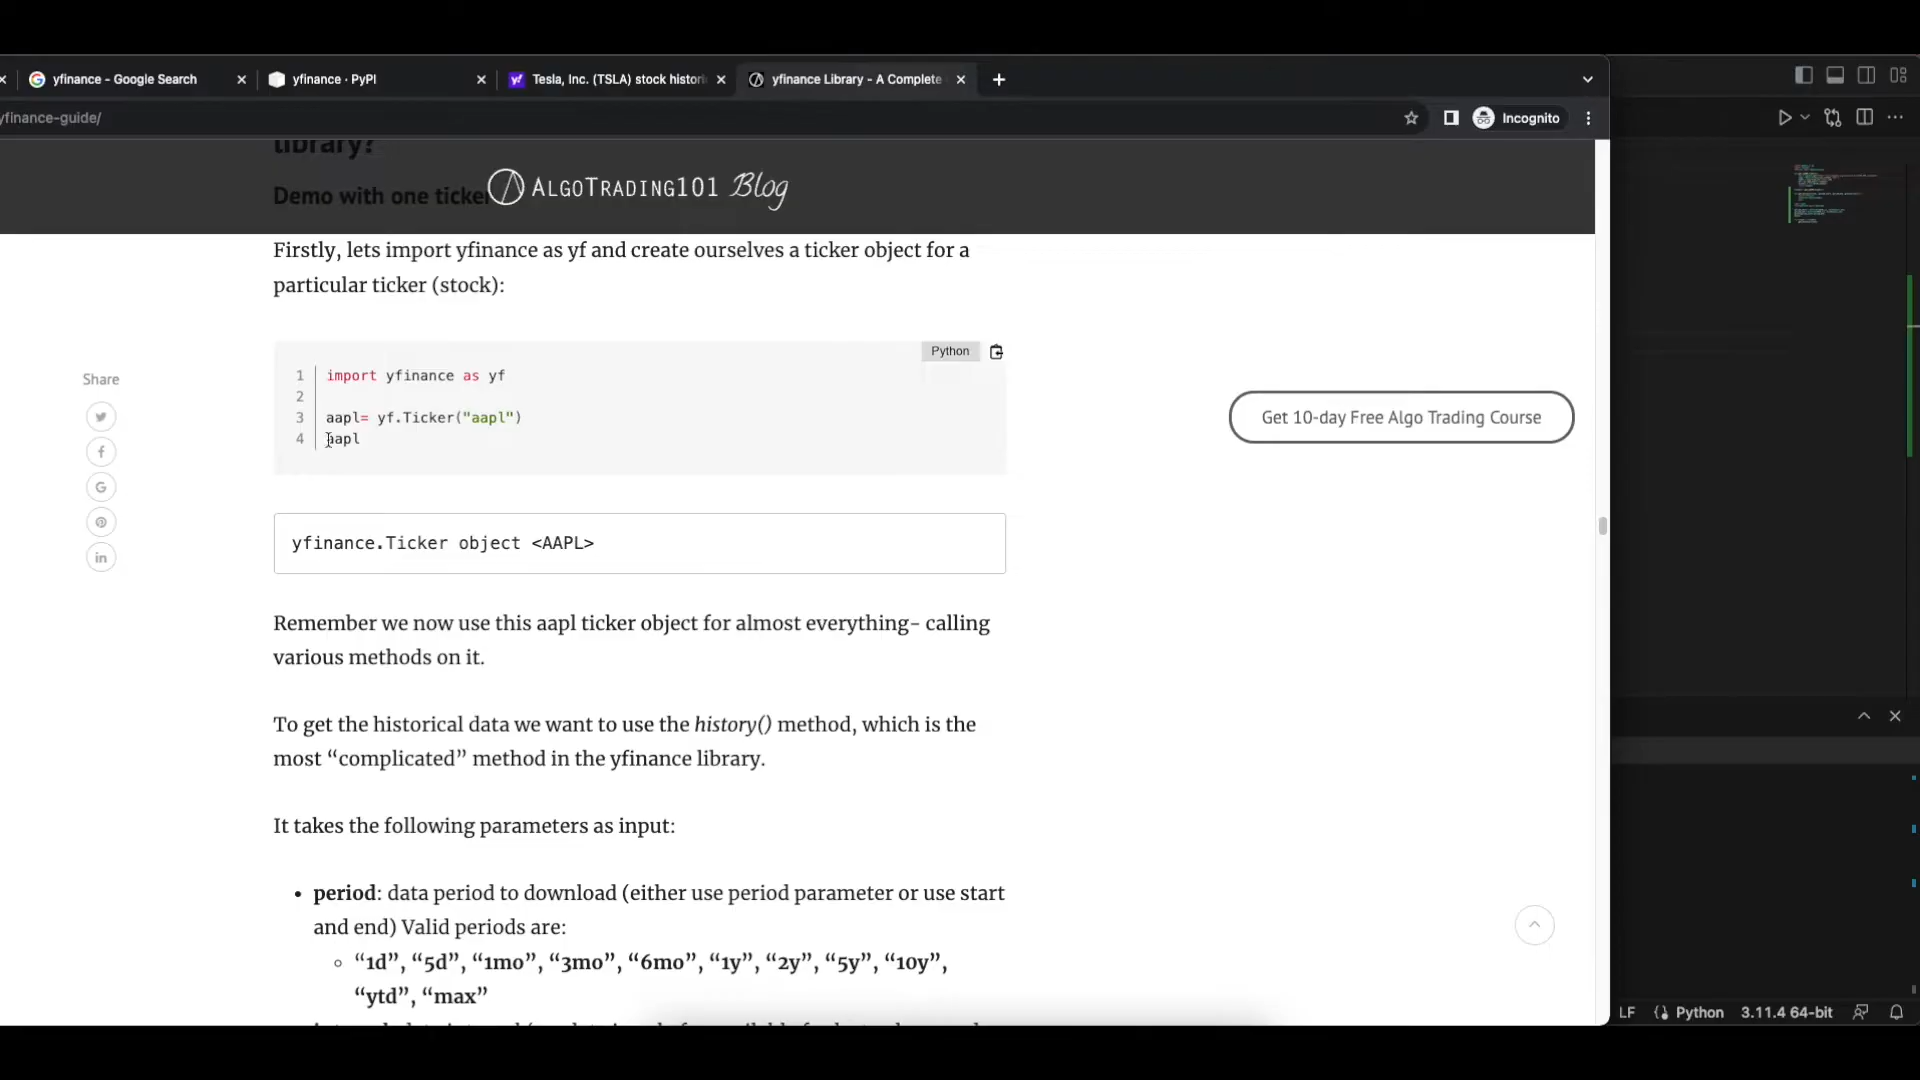 yfinance - Google Search
yfinance · PyPI
Tesla, Inc. (TSLA) stock histori
yfinance Library - A Complete
yfinance-guide/
Incognito
library?
Demo with one ticker
ALGOTRADING101 Blog
Firstly, lets import yfinance as yf and create ourselves a ticker object for a
particular ticker (stock):
Python
1 import yfinance as yf
2
3 aapl= yf.Ticker("aapl")
4 aapl
Share
Get 10-day Free Algo Trading Course
yfinance.Ticker object <AAPL>
Remember we now use this aapl ticker object for almost everything- calling
various methods on it.
To get the historical data we want to use the history() method, which is the
most “complicated” method in the yfinance library.
It takes the following parameters as input:
• period: data period to download (either use period parameter or use start
and end) Valid periods are:
“1d”, “5d”, “1mo”, “3mo”, “6mo”, “1y”, “2y”, “5y”, “10y”,
“ytd”, “max”
LF Python 3.11.4 64-bit